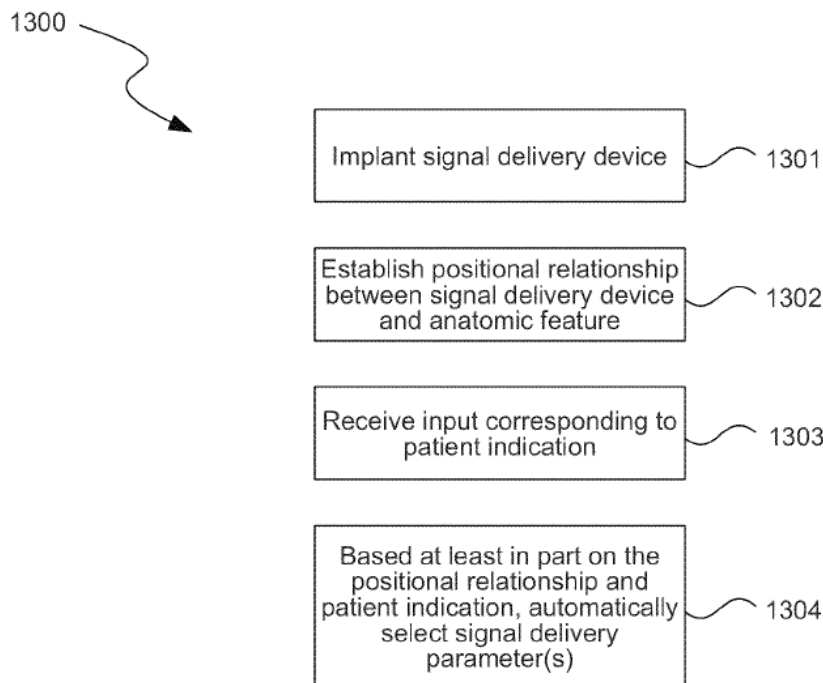 1300
Implant signal delivery device
1301
Establish positional relationship
between signal delivery device
and anatomic feature
1302
Receive input corresponding to
patient indication
1303
Based at least in part on the
positional relationship and
patient indication, automatically
select signal delivery
parameter(s)
1304